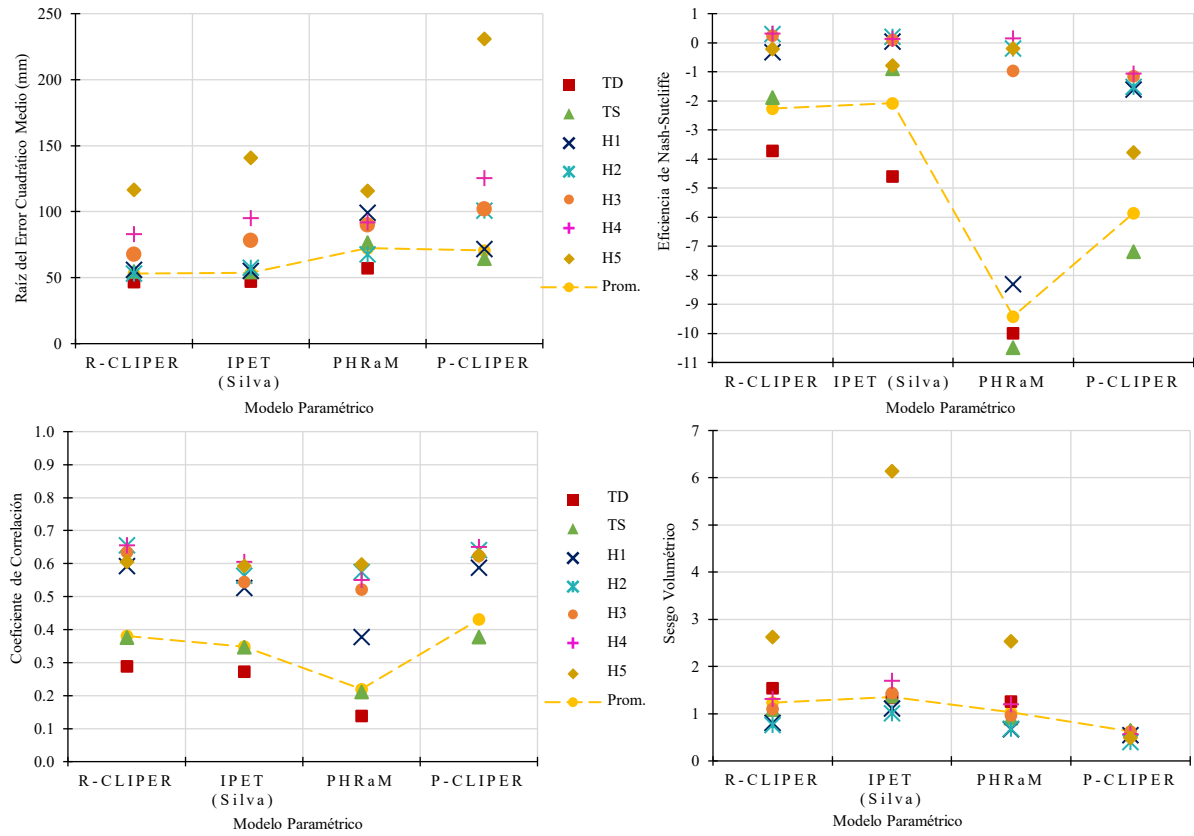 Raíz del Error Cuadrático Medio (mm)
250
200
150
100
50
0
R-CLIPER
IPET
(Silva)
PHRaM
P-CLIPER
Modelo Paramétrico
TD
TS
H1
H2
H3
H4
H5
Prom.
Eficiencia de Nash-Sutcliffe
1
0
-1
-2
-3
-4
-5
-6
-7
-8
-9
-10
-11
R-CLIPER
IPET (Silva)
PHRaM
P-CLIPER
Modelo Paramétrico
Coeficiente de Correlación
1.0
0.9
0.8
0.7
0.6
0.5
0.4
0.3
0.2
0.1
0.0
R-CLIPER
IPET
(Silva)
PHRaM
P-CLIPER
Modelo Paramétrico
TD
TS
H1
H2
H3
H4
H5
Prom.
Sesgo Volumétrico
7
6
5
4
3
2
1
0
R-CLIPER
IPET
(Silva)
PHRaM
P-CLIPER
Modelo Paramétrico